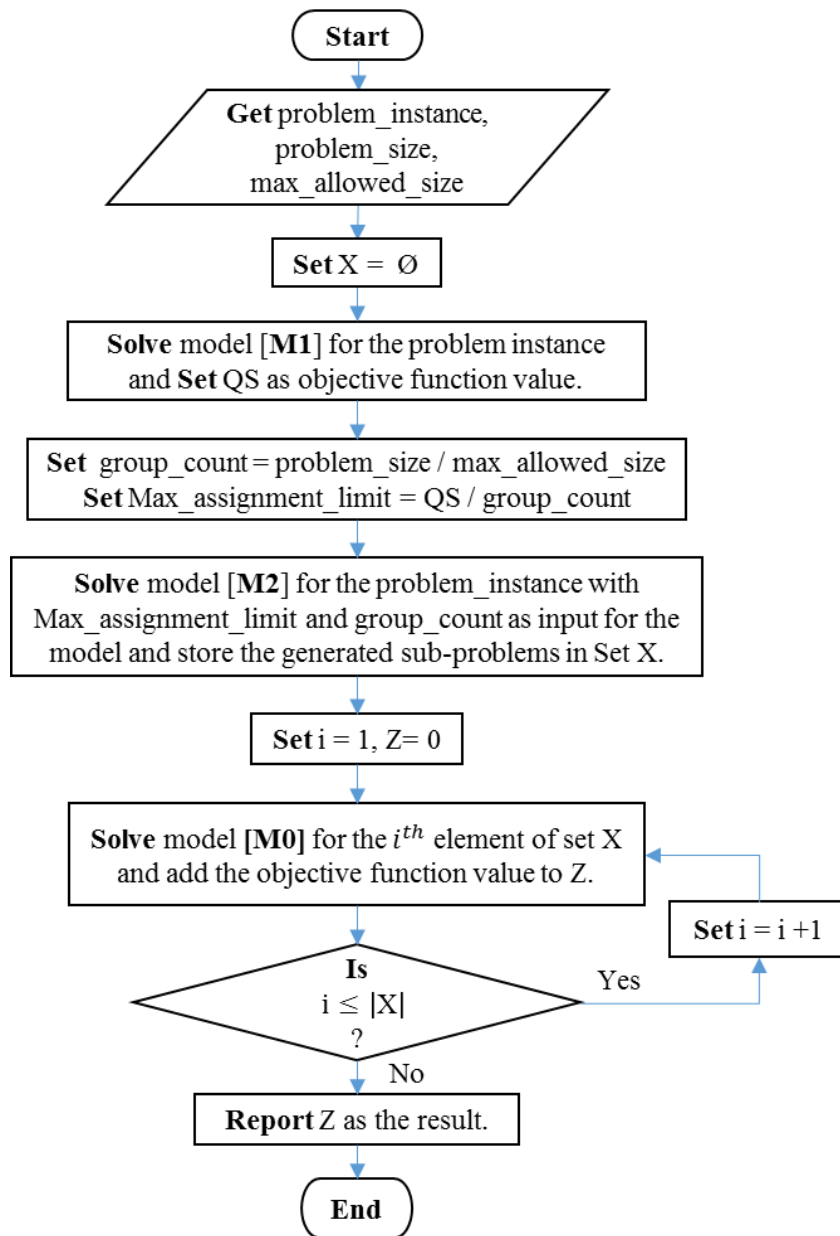 Start
Get problem_instance,
problem_size,
max_allowed_size
Set X = Ø
Solve model [M1] for the problem instance
and Set QS as objective function value.
Set group_count = problem_size / max_allowed_size
Set Max_assignment_limit = QS / group_count
Solve model [M2] for the problem_instance with
Max_assignment_limit and group_count as input for the
model and store the generated sub-problems in Set X.
Set i = 1, Z= 0
Solve model [M0] for the i^th element of set X
and add the objective function value to Z.
Set i = i +1
Is
i ≤ |X|
?
Yes
No
Report Z as the result.
End